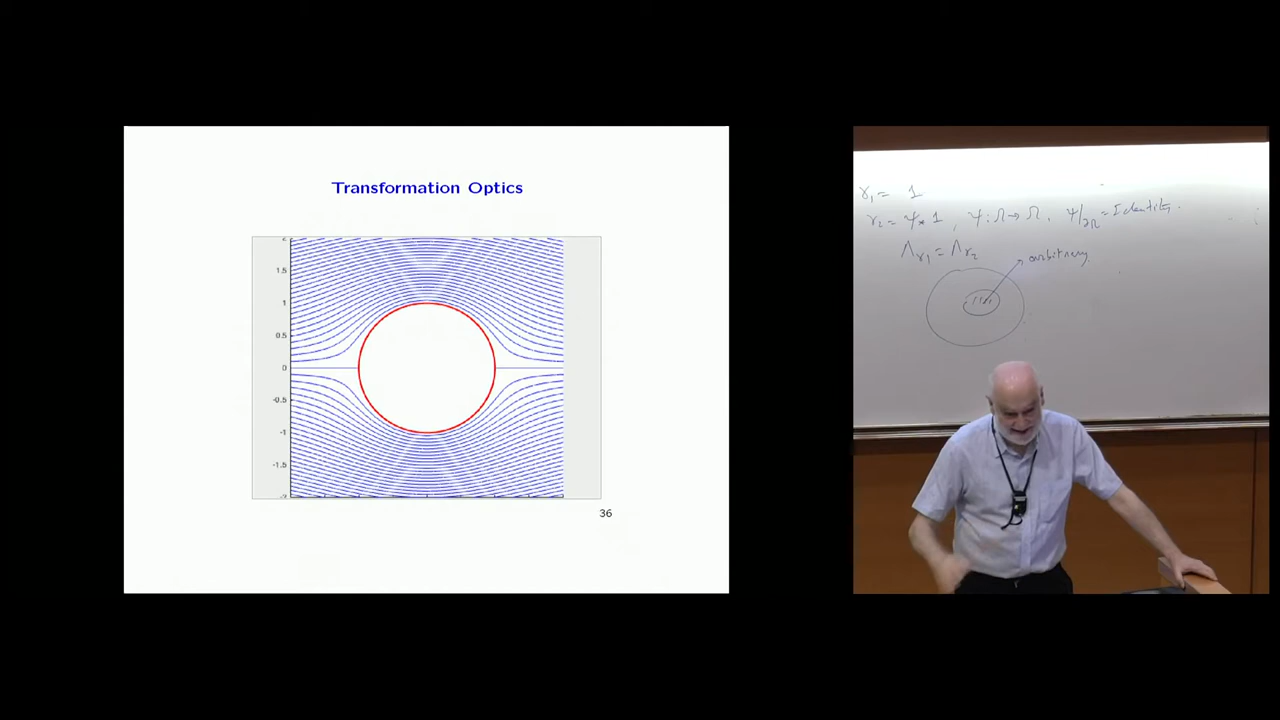 Transformation Optics
2
1.5
1
0.5
0
-0.5
-1
-1.5
-2
36
γ₁ = 1
γ₂ = ψ∗ 1 , ψ : Ω → Ω , ψ/∂Ω = Identity.
Λγ₁ = Λγ₂
arbitrary